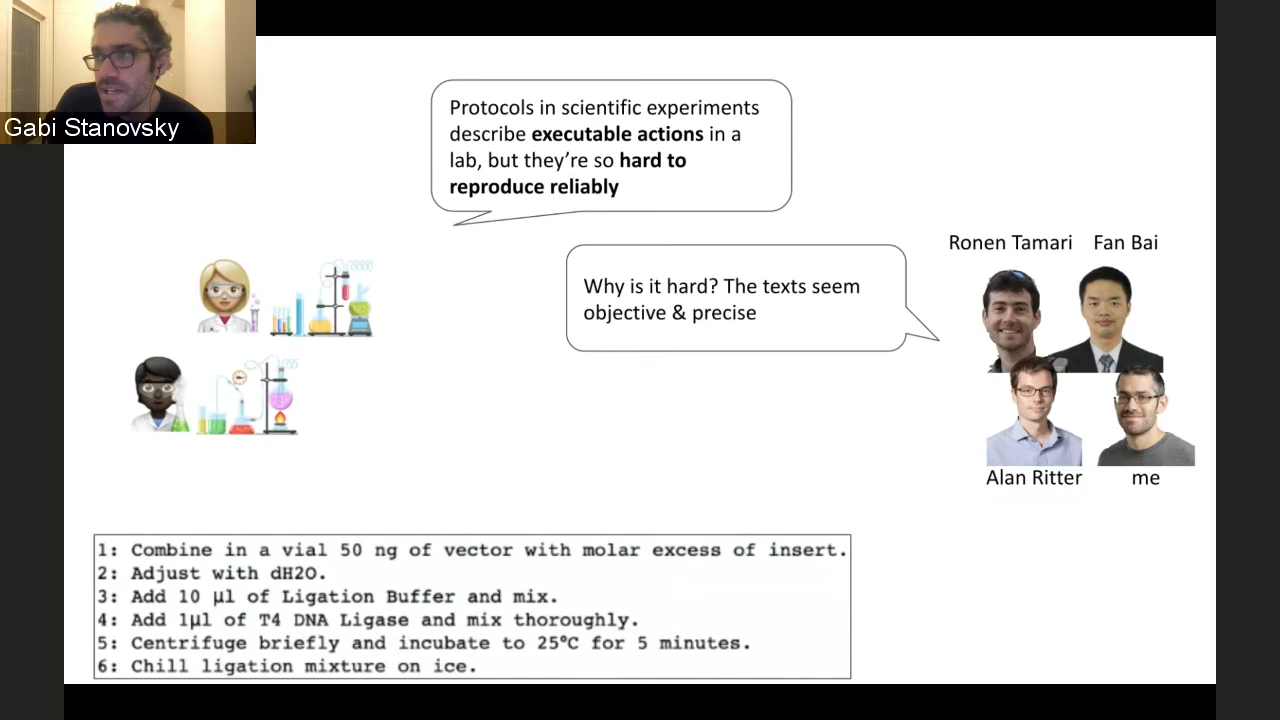 Gabi Stanovsky
Protocols in scientific experiments
describe executable actions in a
lab, but they're so hard to
reproduce reliably
Why is it hard? The texts seem
objective & precise
Ronen Tamari Fan Bai
Alan Ritter me
1: Combine in a vial 50 ng of vector with molar excess of insert.
2: Adjust with dH2O.
3: Add 10 µl of Ligation Buffer and mix.
4: Add 1µl of T4 DNA Ligase and mix thoroughly.
5: Centrifuge briefly and incubate to 25°C for 5 minutes.
6: Chill ligation mixture on ice.